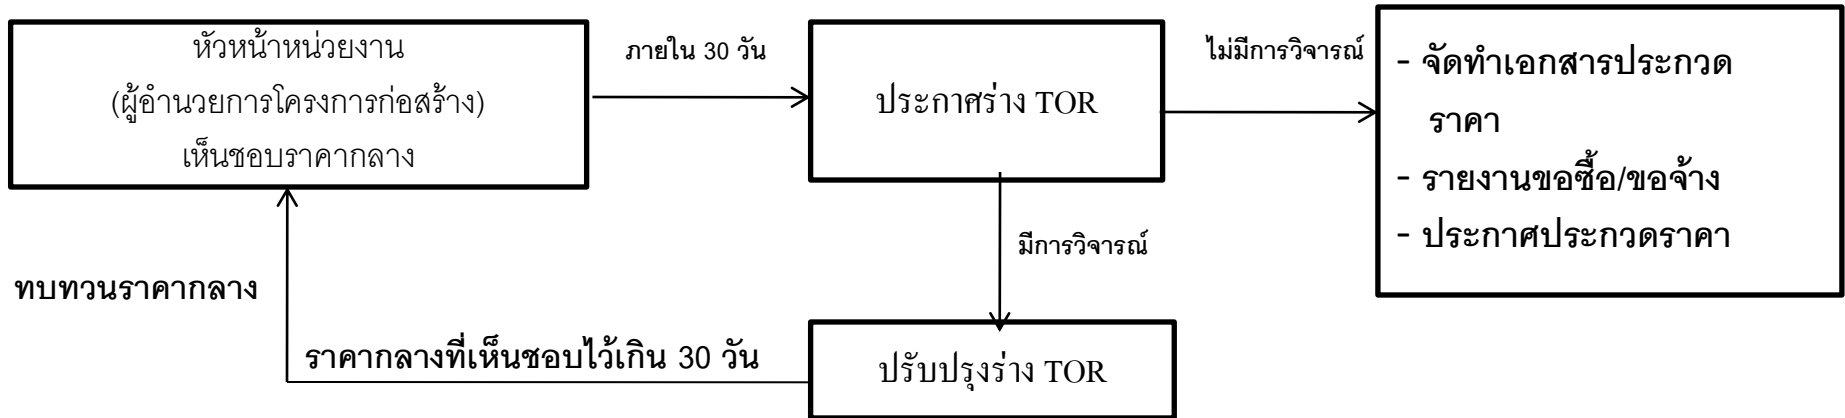 หัวหน้าหน่วยงาน
(ผู้อำนวยการโครงการก่อสร้าง)
เห็นชอบราคากลาง
ภายใน 30 วัน
ประกาศร่าง TOR
ไม่มีการวิจารณ์
- จัดทำเอกสารประกวด
ราคา
- รายงานขอซื้อ/ขอจ้าง
- ประกาศประกวดราคา
มีการวิจารณ์
ทบทวนราคากลาง
ราคากลางที่เห็นชอบไว้เกิน 30 วัน
ปรับปรุงร่าง TOR